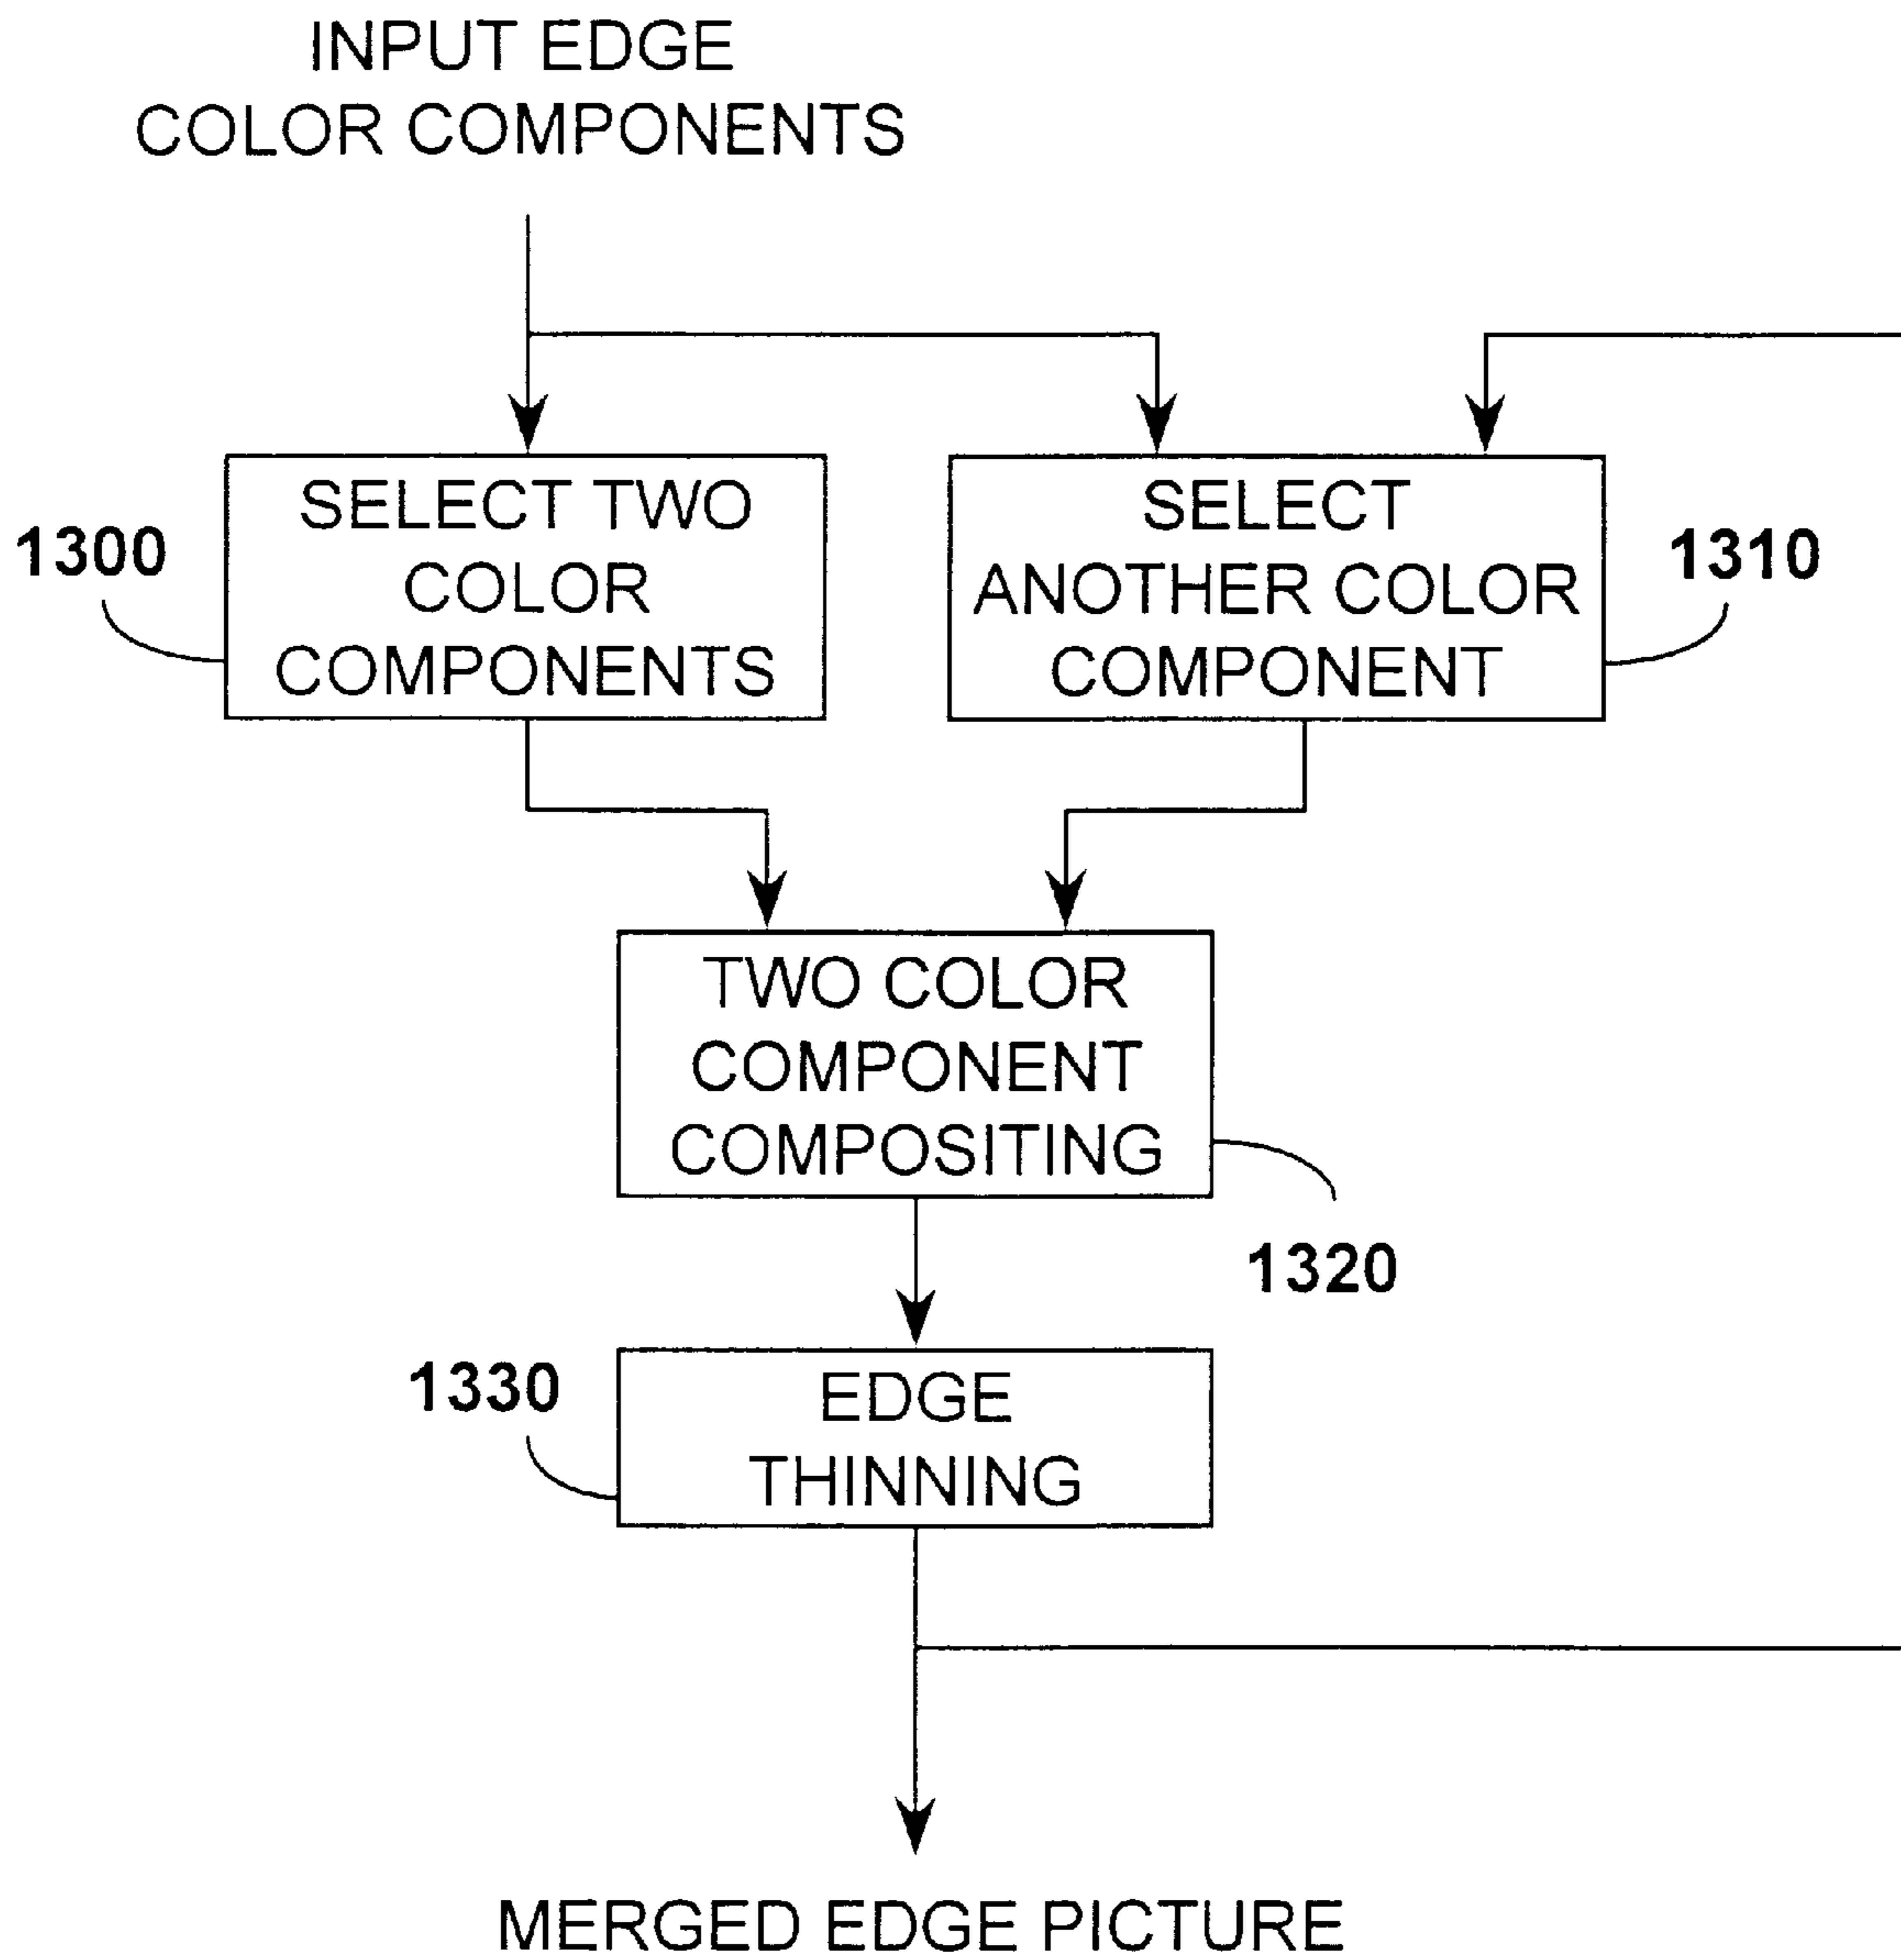 INPUT EDGE
COLOR COMPONENTS
SELECT TWO
COLOR
COMPONENTS
1300
SELECT
ANOTHER COLOR
COMPONENT
1310
TWO COLOR
COMPONENT
COMPOSITING
1320
1330
EDGE
THINNING
MERGED EDGE PICTURE